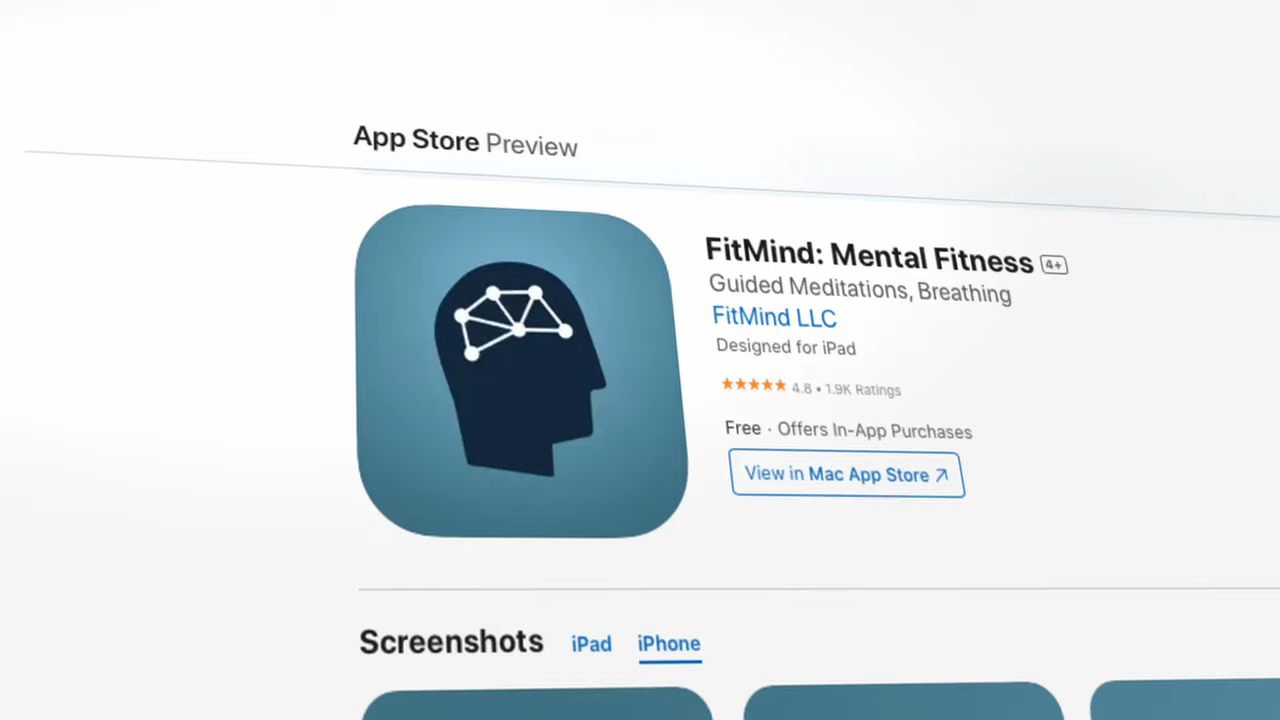 App Store Preview
FitMind: Mental Fitness 4+
Guided Meditations, Breathing
FitMind LLC
Designed for iPad
★★★★★ 4.8 • 1.9K Ratings
Free · Offers In-App Purchases
View in Mac App Store ↗
Screenshots iPad iPhone